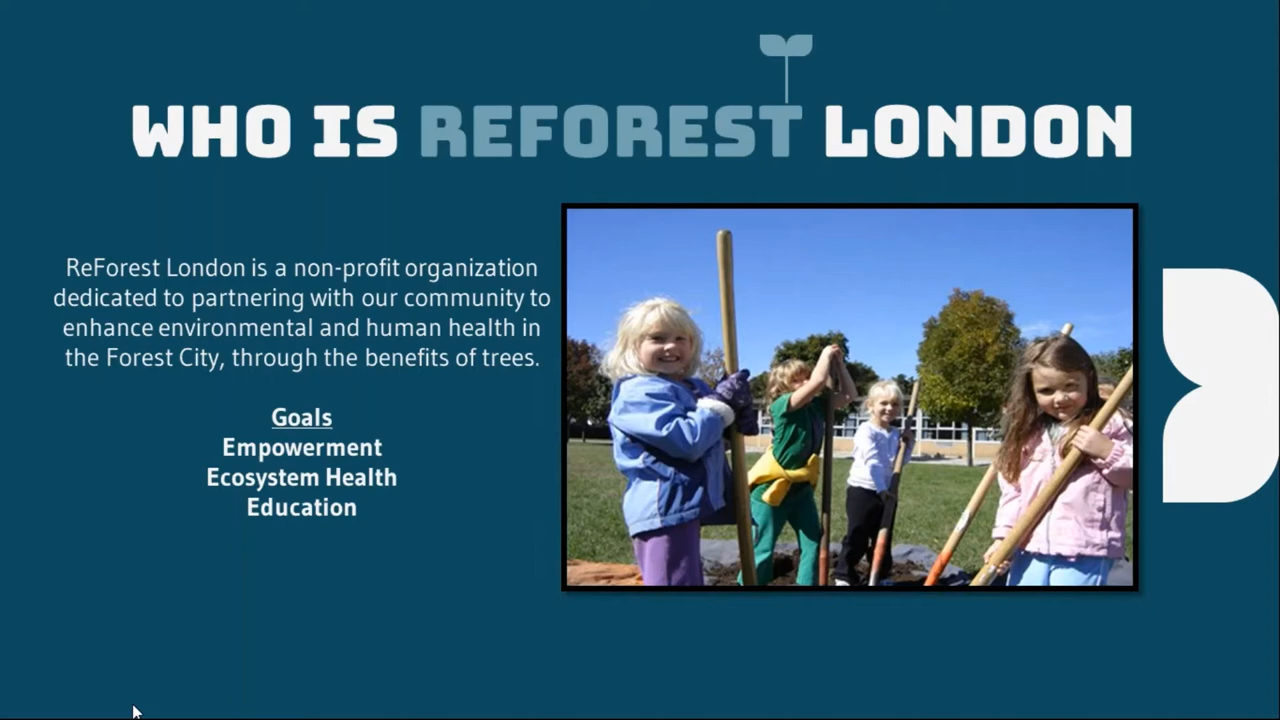 WHO IS REFOREST LONDON
ReForest London is a non-profit organization
dedicated to partnering with our community to
enhance environmental and human health in
the Forest City, through the benefits of trees.
Goals
Empowerment
Ecosystem Health
Education